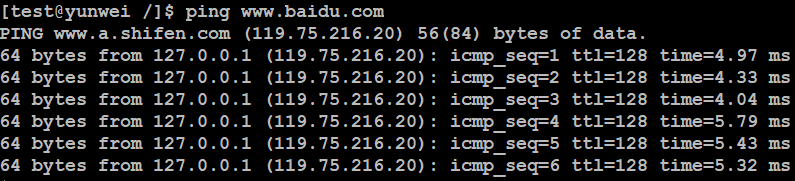 [test@yunwei /]$ ping www.baidu.com
PING www.a.shifen.com (119.75.216.20) 56(84) bytes of data.
64 bytes from 127.0.0.1 (119.75.216.20): icmp_seq=1 ttl=128 time=4.97 ms
64 bytes from 127.0.0.1 (119.75.216.20): icmp_seq=2 ttl=128 time=4.33 ms
64 bytes from 127.0.0.1 (119.75.216.20): icmp_seq=3 ttl=128 time=4.04 ms
64 bytes from 127.0.0.1 (119.75.216.20): icmp_seq=4 ttl=128 time=5.79 ms
64 bytes from 127.0.0.1 (119.75.216.20): icmp_seq=5 ttl=128 time=5.43 ms
64 bytes from 127.0.0.1 (119.75.216.20): icmp_seq=6 ttl=128 time=5.32 ms